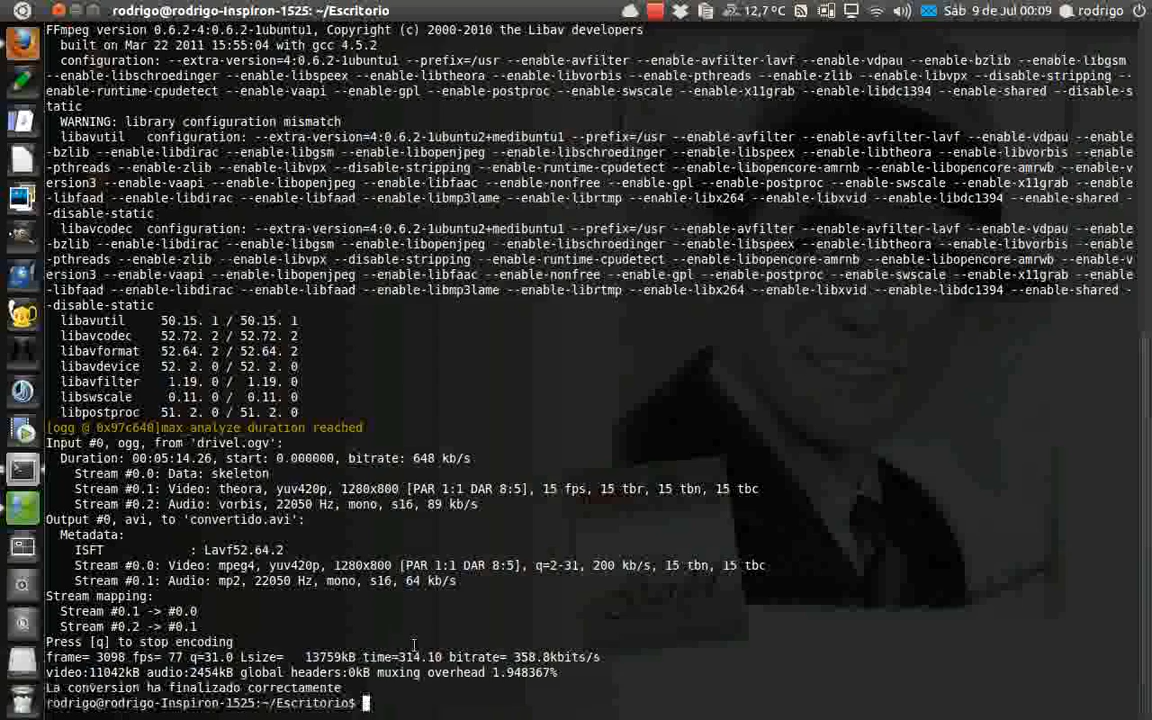 rodrigo@rodrigo-Inspiron-1525: ~/Escritorio
12,7 °C
Sáb 9 de Jul 00:09
rodrigo
FFmpeg version 0.6.2-4:0.6.2-1ubuntu1, Copyright (c) 2000-2010 the Libav developers
built on Mar 22 2011 15:55:04 with gcc 4.5.2
configuration: --extra-version=4:0.6.2-1ubuntu1 --prefix=/usr --enable-avfilter --enable-avfilter-lavf --enable-vdpau --enable-bzlib --enable-libgsm
--enable-libschroedinger --enable-libspeex --enable-libtheora --enable-libvorbis --enable-pthreads --enable-zlib --enable-libvpx --disable-stripping --
enable-runtime-cpudetect --enable-vaapi --enable-gpl --enable-postproc --enable-swscale --enable-x11grab --enable-libdc1394 --enable-shared --disable-s
tatic
WARNING: library configuration mismatch
libavutil configuration: --extra-version=4:0.6.2-1ubuntu2+medibuntu1 --prefix=/usr --enable-avfilter --enable-avfilter-lavf --enable-vdpau --enable
-bzlib --enable-libdirac --enable-libgsm --enable-libopenjpeg --enable-libschroedinger --enable-libspeex --enable-libtheora --enable-libvorbis --enable
-pthreads --enable-zlib --enable-libvpx --disable-stripping --enable-runtime-cpudetect --enable-libopencore-amrnb --enable-libopencore-amrwb --enable-v
ersion3 --enable-vaapi --enable-libopenjpeg --enable-libfaac --enable-nonfree --enable-gpl --enable-postproc --enable-swscale --enable-x11grab --enable
-libfaad --enable-libdirac --enable-libfaad --enable-libmp3lame --enable-librtmp --enable-libx264 --enable-libxvid --enable-libdc1394 --enable-shared -
-disable-static
libavcodec configuration: --extra-version=4:0.6.2-1ubuntu2+medibuntu1 --prefix=/usr --enable-avfilter --enable-avfilter-lavf --enable-vdpau --enable
-bzlib --enable-libdirac --enable-libgsm --enable-libopenjpeg --enable-libschroedinger --enable-libspeex --enable-libtheora --enable-libvorbis --enable
-pthreads --enable-zlib --enable-libvpx --disable-stripping --enable-runtime-cpudetect --enable-libopencore-amrnb --enable-libopencore-amrwb --enable-v
ersion3 --enable-vaapi --enable-libopenjpeg --enable-libfaac --enable-nonfree --enable-gpl --enable-postproc --enable-swscale --enable-x11grab --enable
-libfaad --enable-libdirac --enable-libfaad --enable-libmp3lame --enable-librtmp --enable-libx264 --enable-libxvid --enable-libdc1394 --enable-shared -
-disable-static
libavutil 50.15. 1 / 50.15. 1
libavcodec 52.72. 2 / 52.72. 2
libavformat 52.64. 2 / 52.64. 2
libavdevice 52. 2. 0 / 52. 2. 0
libavfilter 1.19. 0 / 1.19. 0
libswscale 0.11. 0 / 0.11. 0
libpostproc 51. 2. 0 / 51. 2. 0
[ogg @ 0x97c640]max analyze duration reached
Input #0, ogg, from 'drivel.ogv':
Duration: 00:05:14.26, start: 0.000000, bitrate: 648 kb/s
Stream #0.0: Data: skeleton
Stream #0.1: Video: theora, yuv420p, 1280x800 [PAR 1:1 DAR 8:5], 15 fps, 15 tbr, 15 tbn, 15 tbc
Stream #0.2: Audio: vorbis, 22050 Hz, mono, s16, 89 kb/s
Output #0, avi, to 'convertido.avi':
Metadata:
ISFT : Lavf52.64.2
Stream #0.0: Video: mpeg4, yuv420p, 1280x800 [PAR 1:1 DAR 8:5], q=2-31, 200 kb/s, 15 tbn, 15 tbc
Stream #0.1: Audio: mp2, 22050 Hz, mono, s16, 64 kb/s
Stream mapping:
Stream #0.1 -> #0.0
Stream #0.2 -> #0.1
Press [q] to stop encoding
frame= 3098 fps= 77 q=31.0 Lsize= 13759kB time=314.10 bitrate= 358.8kbits/s
video:11042kB audio:2454kB global headers:0kB muxing overhead 1.948367%
La conversion ha finalizado correctamente
rodrigo@rodrigo-Inspiron-1525:~/Escritorio$